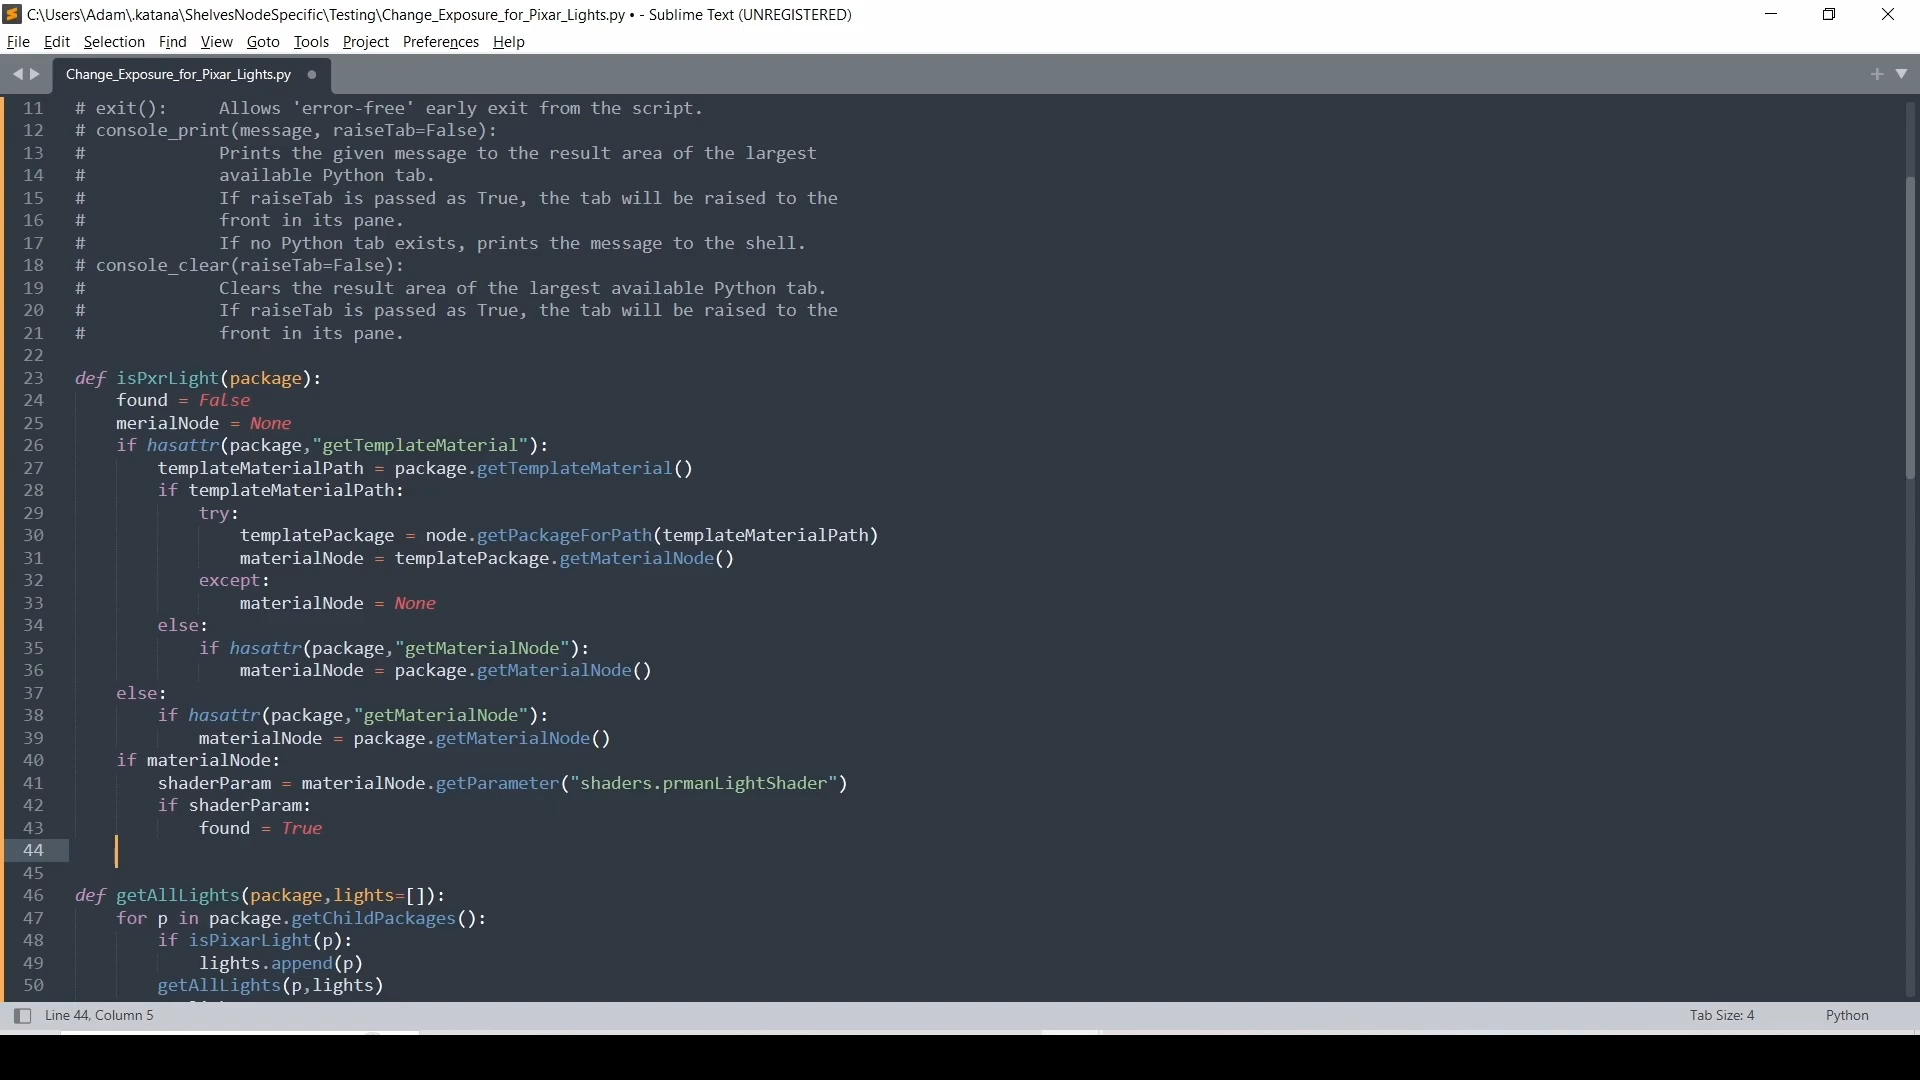 C:\Users\Adam\.katana\ShelvesNodeSpecific\Testing\Change_Exposure_for_Pixar_Lights.py • - Sublime Text (UNREGISTERED)
File Edit Selection Find View Goto Tools Project Preferences Help
Change_Exposure_for_Pixar_Lights.py
11 # exit():     Allows 'error-free' early exit from the script.
12 # console_print(message, raiseTab=False):
13 #             Prints the given message to the result area of the largest
14 #             available Python tab.
15 #             If raiseTab is passed as True, the tab will be raised to the
16 #             front in its pane.
17 #             If no Python tab exists, prints the message to the shell.
18 # console_clear(raiseTab=False):
19 #             Clears the result area of the largest available Python tab.
20 #             If raiseTab is passed as True, the tab will be raised to the
21 #             front in its pane.
22
23 def isPxrLight(package):
24     found = False
25     merialNode = None
26     if hasattr(package,"getTemplateMaterial"):
27         templateMaterialPath = package.getTemplateMaterial()
28         if templateMaterialPath:
29             try:
30                 templatePackage = node.getPackageForPath(templateMaterialPath)
31                 materialNode = templatePackage.getMaterialNode()
32             except:
33                 materialNode = None
34         else:
35             if hasattr(package,"getMaterialNode"):
36                 materialNode = package.getMaterialNode()
37     else:
38         if hasattr(package,"getMaterialNode"):
39             materialNode = package.getMaterialNode()
40     if materialNode:
41         shaderParam = materialNode.getParameter("shaders.prmanLightShader")
42         if shaderParam:
43             found = True
44
45
46 def getAllLights(package,lights=[]):
47     for p in package.getChildPackages():
48         if isPixarLight(p):
49             lights.append(p)
50         getAllLights(p,lights)
Line 44, Column 5
Tab Size: 4
Python